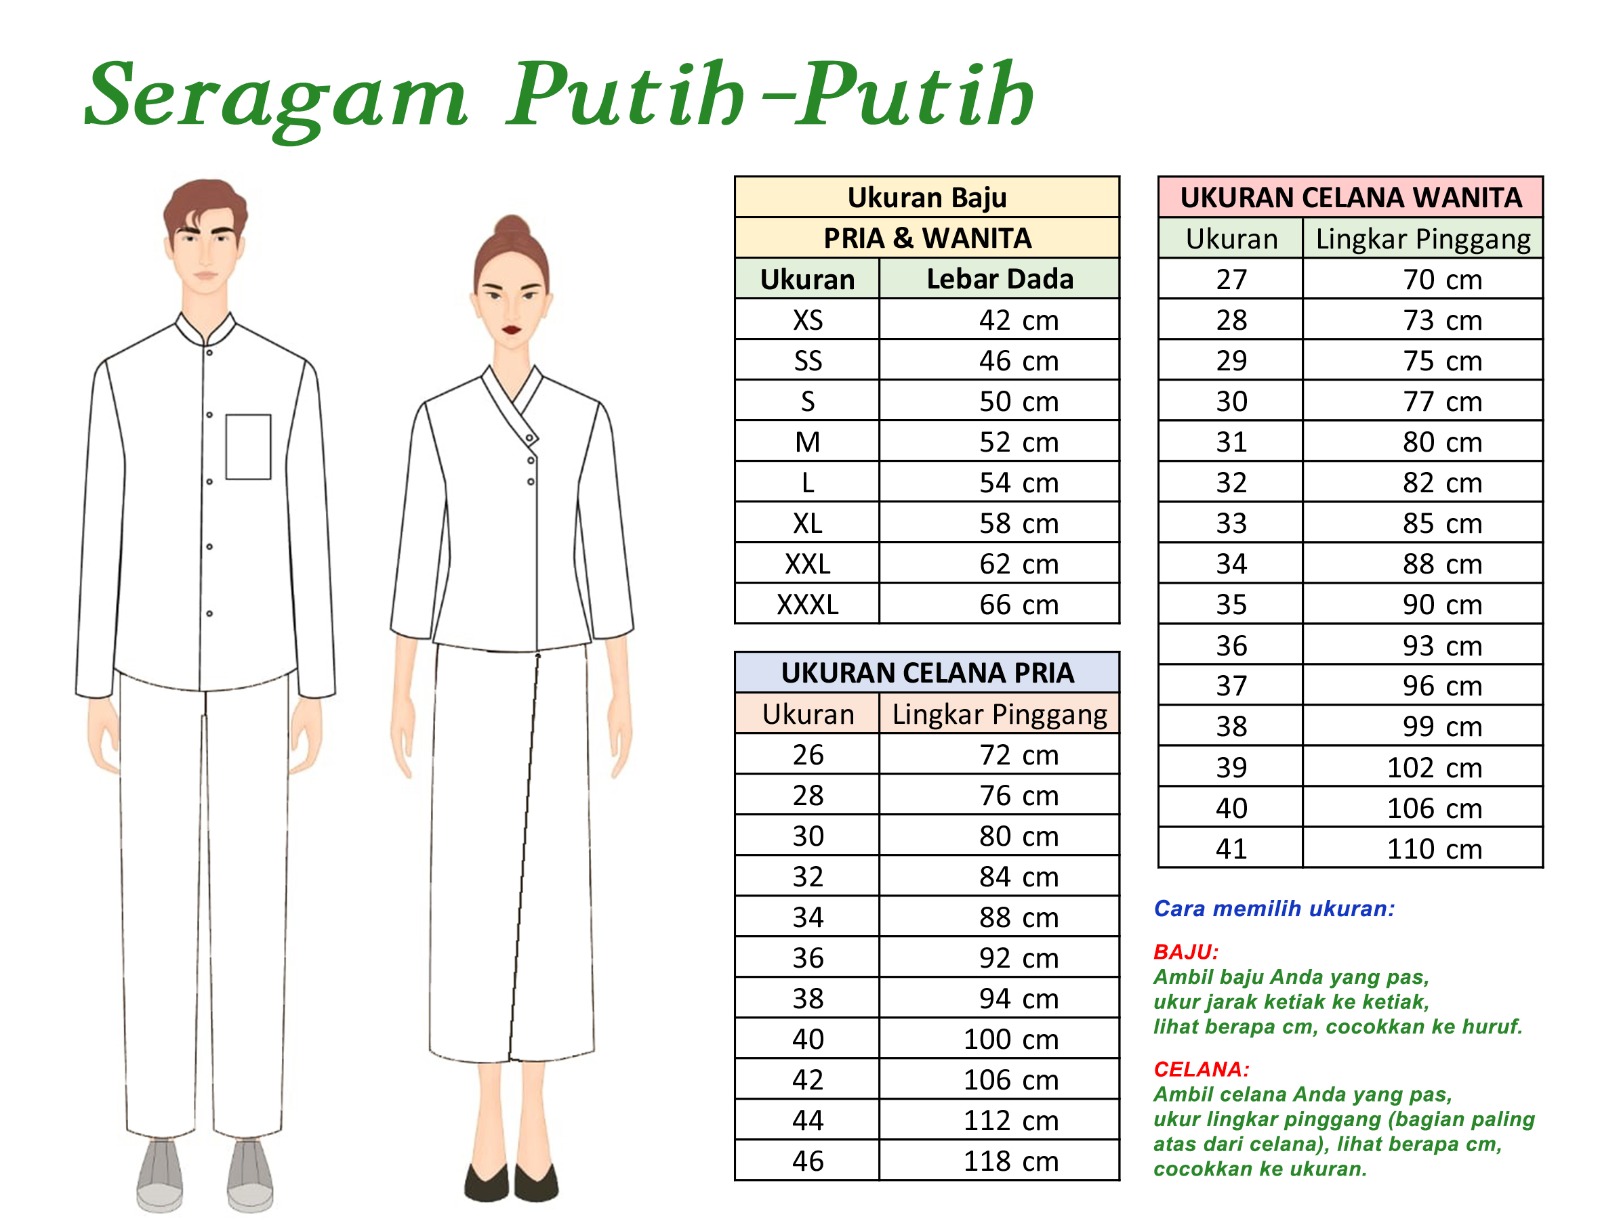 Seragam Putih-Putih
Ukuran Baju
PRIA & WANITA
Ukuran Lebar Dada
XS 42 cm
SS 46 cm
S 50 cm
M 52 cm
L 54 cm
XL 58 cm
XXL 62 cm
XXXL 66 cm
UKURAN CELANA PRIA
Ukuran Lingkar Pinggang
26 72 cm
28 76 cm
30 80 cm
32 84 cm
34 88 cm
36 92 cm
38 94 cm
40 100 cm
42 106 cm
44 112 cm
46 118 cm
UKURAN CELANA WANITA
Ukuran Lingkar Pinggang
27 70 cm
28 73 cm
29 75 cm
30 77 cm
31 80 cm
32 82 cm
33 85 cm
34 88 cm
35 90 cm
36 93 cm
37 96 cm
38 99 cm
39 102 cm
40 106 cm
41 110 cm
Cara memilih ukuran:
BAJU:
Ambil baju Anda yang pas,
ukur jarak ketiak ke ketiak,
lihat berapa cm, cocokkan ke huruf.
CELANA:
Ambil celana Anda yang pas,
ukur lingkar pinggang (bagian paling
atas dari celana), lihat berapa cm,
cocokkan ke ukuran.